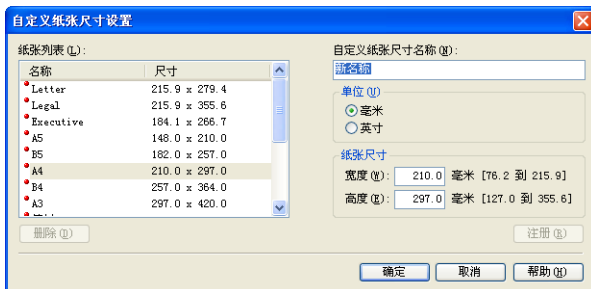 自定义纸张尺寸设置
纸张列表(L):
名称 尺寸
Letter 215.9 x 279.4
Legal 215.9 x 355.6
Executive 184.1 x 266.7
A5 148.0 x 210.0
B5 182.0 x 257.0
A4 210.0 x 297.0
B4 257.0 x 364.0
A3 297.0 x 420.0
删除(D)
自定义纸张尺寸名称(N):
新名称
单位(U)
毫米
英寸
纸张尺寸
宽度(W): 210.0 毫米 [76.2 到 215.9]
高度(E): 297.0 毫米 [127.0 到 355.6]
注册(R)
确定 取消 帮助(H)